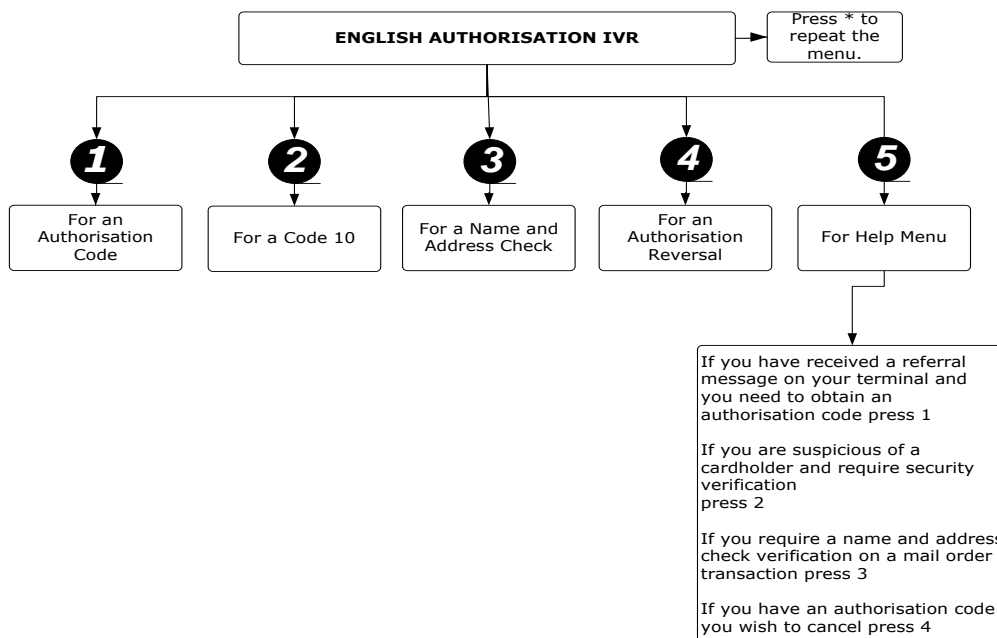 ENGLISH AUTHORISATION IVR
Press * to
repeat the
menu.
1
2
3
4
5
For an
Authorisation
Code
For a Code 10
For a Name and
Address Check
For an
Authorisation
Reversal
For Help Menu
If you have received a referral
message on your terminal and
you need to obtain an
authorisation code press 1
If you are suspicious of a
cardholder and require security
verification
press 2
If you require a name and address
check verification on a mail order
transaction press 3
If you have an authorisation code
you wish to cancel press 4